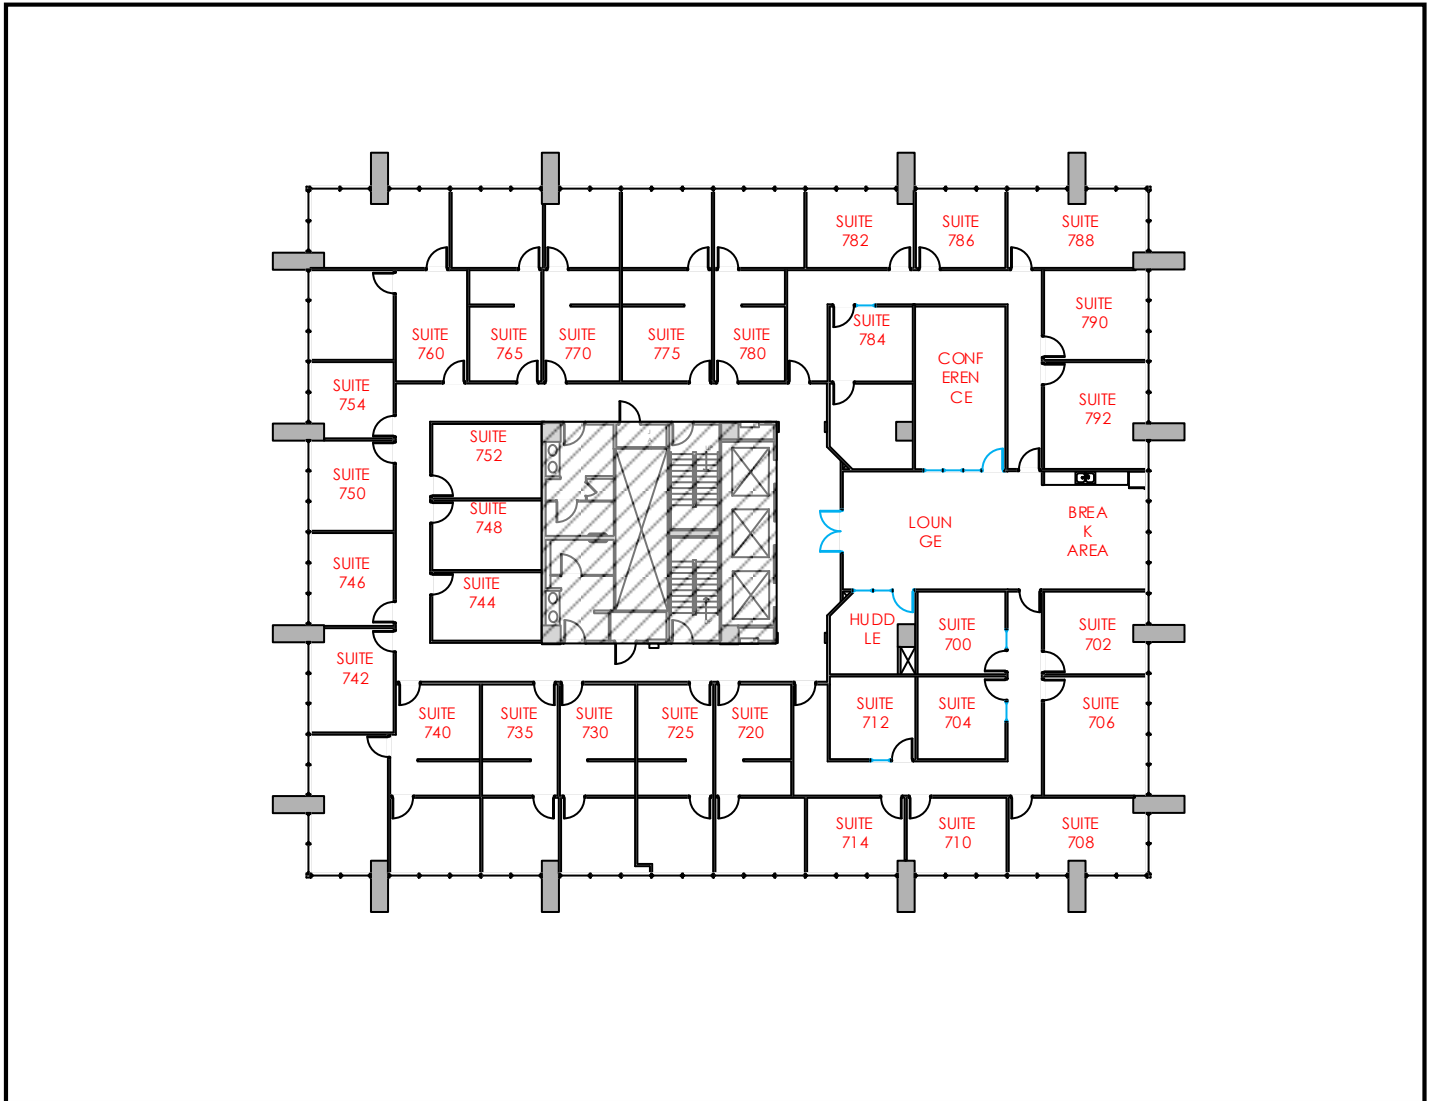 SUITE
782
SUITE
786
SUITE
788
SUITE
790
SUITE
760
SUITE
765
SUITE
770
SUITE
775
SUITE
780
SUITE
784
CONF
EREN
CE
SUITE
754
SUITE
792
SUITE
752
SUITE
750
SUITE
748
LOUN
GE
BREA
K
AREA
SUITE
746
SUITE
744
HUDD
LE
SUITE
700
SUITE
702
SUITE
742
SUITE
740
SUITE
735
SUITE
730
SUITE
725
SUITE
720
SUITE
712
SUITE
704
SUITE
706
SUITE
714
SUITE
710
SUITE
708